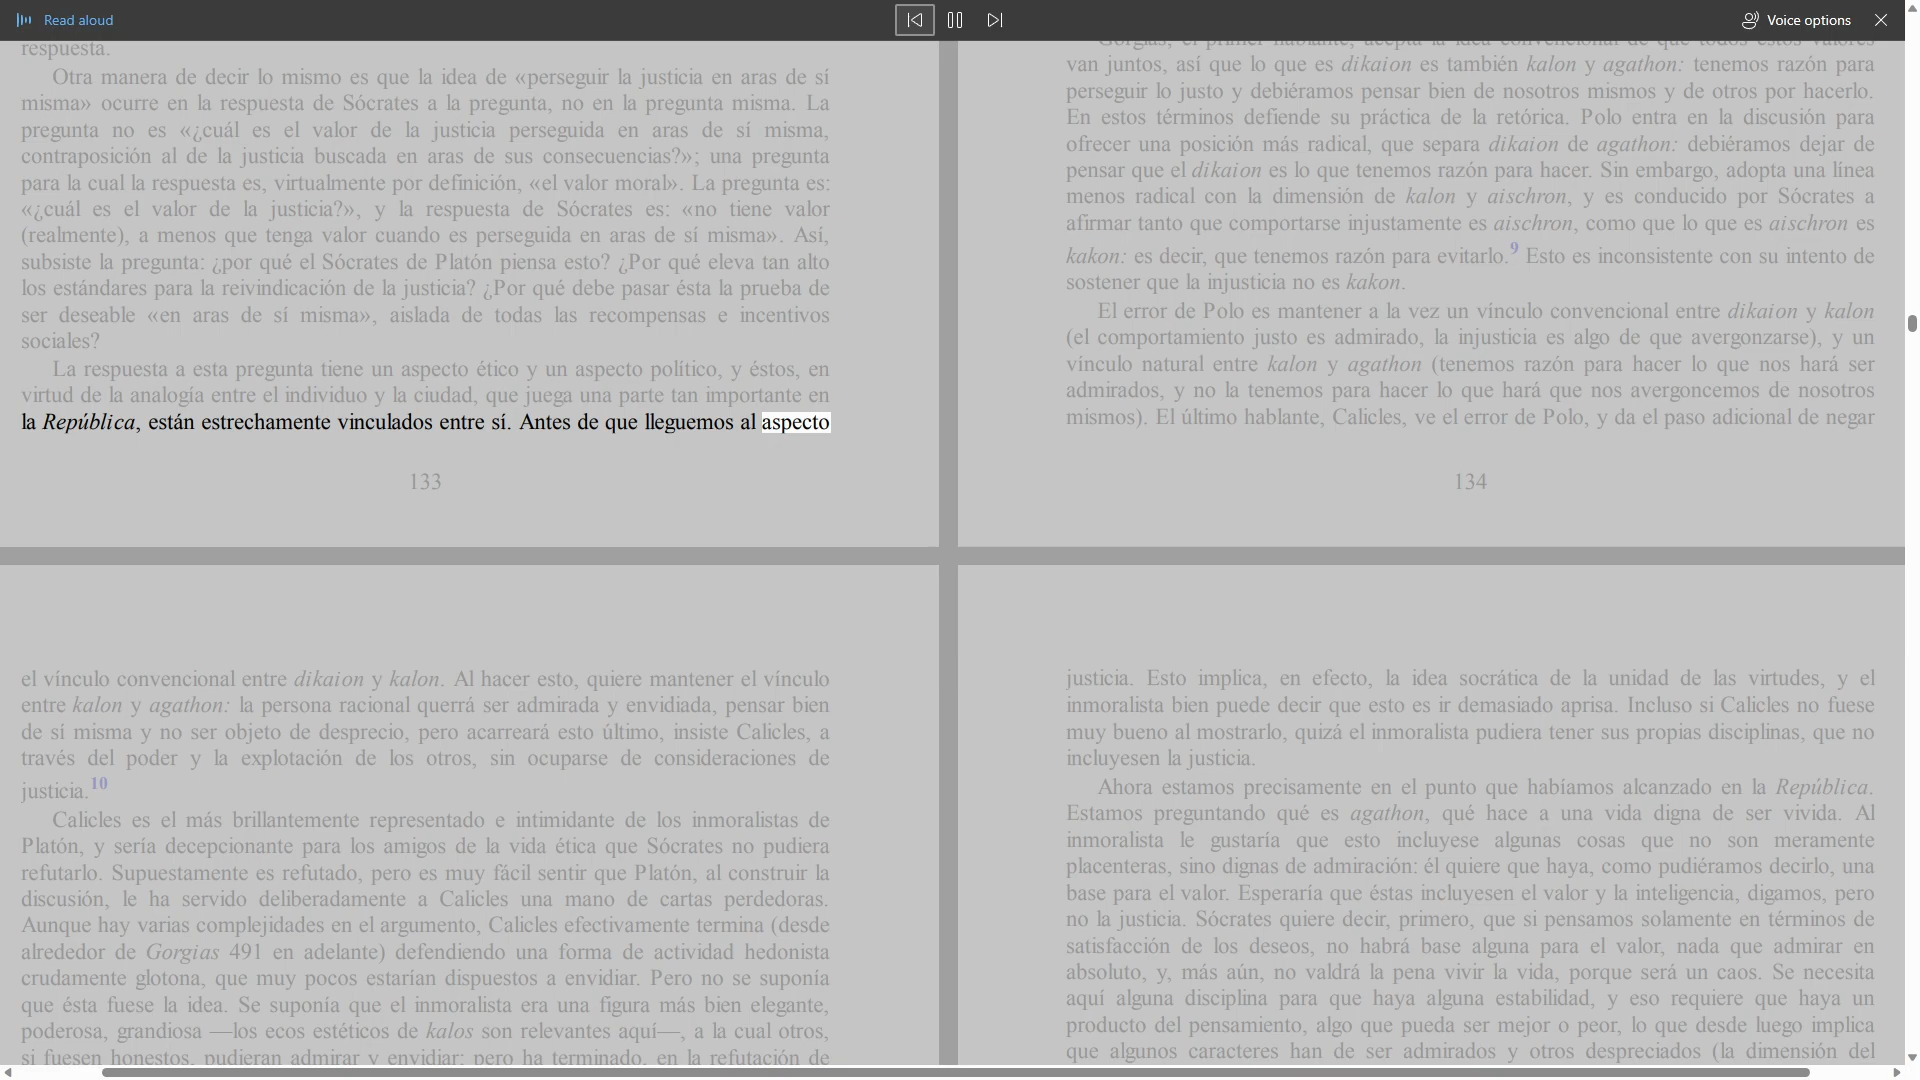 Read aloud
Voice options
respuesta.
Otra manera de decir lo mismo es que la idea de «perseguir la justicia en aras de sí
misma» ocurre en la respuesta de Sócrates a la pregunta, no en la pregunta misma. La
pregunta no es «¿cuál es el valor de la justicia perseguida en aras de sí misma,
contraposición al de la justicia buscada en aras de sus consecuencias?»; una pregunta
para la cual la respuesta es, virtualmente por definición, «el valor moral». La pregunta es:
«¿cuál es el valor de la justicia?», y la respuesta de Sócrates es: «no tiene valor
(realmente), a menos que tenga valor cuando es perseguida en aras de sí misma». Así,
subsiste la pregunta: ¿por qué el Sócrates de Platón piensa esto? ¿Por qué eleva tan alto
los estándares para la reivindicación de la justicia? ¿Por qué debe pasar ésta la prueba de
ser deseable «en aras de sí misma», aislada de todas las recompensas e incentivos
sociales?
La respuesta a esta pregunta tiene un aspecto ético y un aspecto político, y éstos, en
virtud de la analogía entre el individuo y la ciudad, que juega una parte tan importante en
la República, están estrechamente vinculados entre sí. Antes de que lleguemos al aspecto
133
Gorgias, el primer hablante, acepta la idea convencional de que todos estos valores
van juntos, así que lo que es dikaion es también kalon y agathon: tenemos razón para
perseguir lo justo y debiéramos pensar bien de nosotros mismos y de otros por hacerlo.
En estos términos defiende su práctica de la retórica. Polo entra en la discusión para
ofrecer una posición más radical, que separa dikaion de agathon: debiéramos dejar de
pensar que el dikaion es lo que tenemos razón para hacer. Sin embargo, adopta una línea
menos radical con la dimensión de kalon y aischron, y es conducido por Sócrates a
afirmar tanto que comportarse injustamente es aischron, como que lo que es aischron es
kakon: es decir, que tenemos razón para evitarlo.9 Esto es inconsistente con su intento de
sostener que la injusticia no es kakon.
El error de Polo es mantener a la vez un vínculo convencional entre dikaion y kalon
(el comportamiento justo es admirado, la injusticia es algo de que avergonzarse), y un
vínculo natural entre kalon y agathon (tenemos razón para hacer lo que nos hará ser
admirados, y no la tenemos para hacer lo que hará que nos avergoncemos de nosotros
mismos). El último hablante, Calicles, ve el error de Polo, y da el paso adicional de negar
134
el vínculo convencional entre dikaion y kalon. Al hacer esto, quiere mantener el vínculo
entre kalon y agathon: la persona racional querrá ser admirada y envidiada, pensar bien
de sí misma y no ser objeto de desprecio, pero acarreará esto último, insiste Calicles, a
través del poder y la explotación de los otros, sin ocuparse de consideraciones de
justicia.10
Calicles es el más brillantemente representado e intimidante de los inmoralistas de
Platón, y sería decepcionante para los amigos de la vida ética que Sócrates no pudiera
refutarlo. Supuestamente es refutado, pero es muy fácil sentir que Platón, al construir la
discusión, le ha servido deliberadamente a Calicles una mano de cartas perdedoras.
Aunque hay varias complejidades en el argumento, Calicles efectivamente termina (desde
alrededor de Gorgias 491 en adelante) defendiendo una forma de actividad hedonista
crudamente glotona, que muy pocos estarían dispuestos a envidiar. Pero no se suponía
que ésta fuese la idea. Se suponía que el inmoralista era una figura más bien elegante,
poderosa, grandiosa —los ecos estéticos de kalos son relevantes aquí—, a la cual otros,
si fuesen honestos, pudieran admirar y envidiar; pero ha terminado, en la refutación de
justicia. Esto implica, en efecto, la idea socrática de la unidad de las virtudes, y el
inmoralista bien puede decir que esto es ir demasiado aprisa. Incluso si Calicles no fuese
muy bueno al mostrarlo, quizá el inmoralista pudiera tener sus propias disciplinas, que no
incluyesen la justicia.
Ahora estamos precisamente en el punto que habíamos alcanzado en la República.
Estamos preguntando qué es agathon, qué hace a una vida digna de ser vivida. Al
inmoralista le gustaría que esto incluyese algunas cosas que no son meramente
placenteras, sino dignas de admiración: él quiere que haya, como pudiéramos decirlo, una
base para el valor. Esperaría que éstas incluyesen el valor y la inteligencia, digamos, pero
no la justicia. Sócrates quiere decir, primero, que si pensamos solamente en términos de
satisfacción de los deseos, no habrá base alguna para el valor, nada que admirar en
absoluto, y, más aún, no valdrá la pena vivir la vida, porque será un caos. Se necesita
aquí alguna disciplina para que haya alguna estabilidad, y eso requiere que haya un
producto del pensamiento, algo que pueda ser mejor o peor, lo que desde luego implica
que algunos caracteres han de ser admirados y otros despreciados (la dimensión del